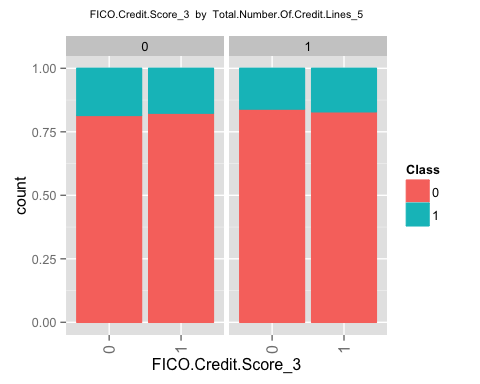 FICO.Credit.Score_3 by Total.Number.Of.Credit.Lines_5
0 1
1.00
0.75
0.50
0.25
0.00
count
0 1 0 1
FICO.Credit.Score_3
Class
0
1